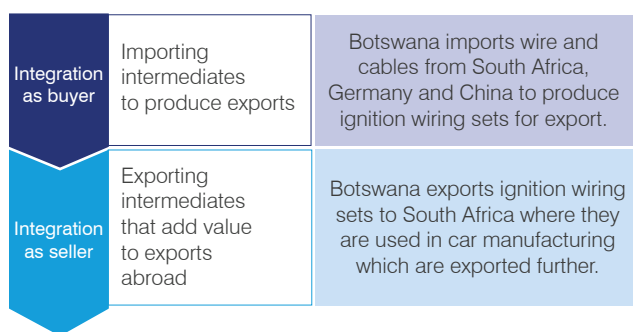 Integration
as buyer
Importing
intermediates
to produce exports
Botswana imports wire and
cables from South Africa,
Germany and China to produce
ignition wiring sets for export.
Integration
as seller
Exporting
intermediates
that add value
to exports
abroad
Botswana exports ignition wiring
sets to South Africa where they
are used in car manufacturing
which are exported further.